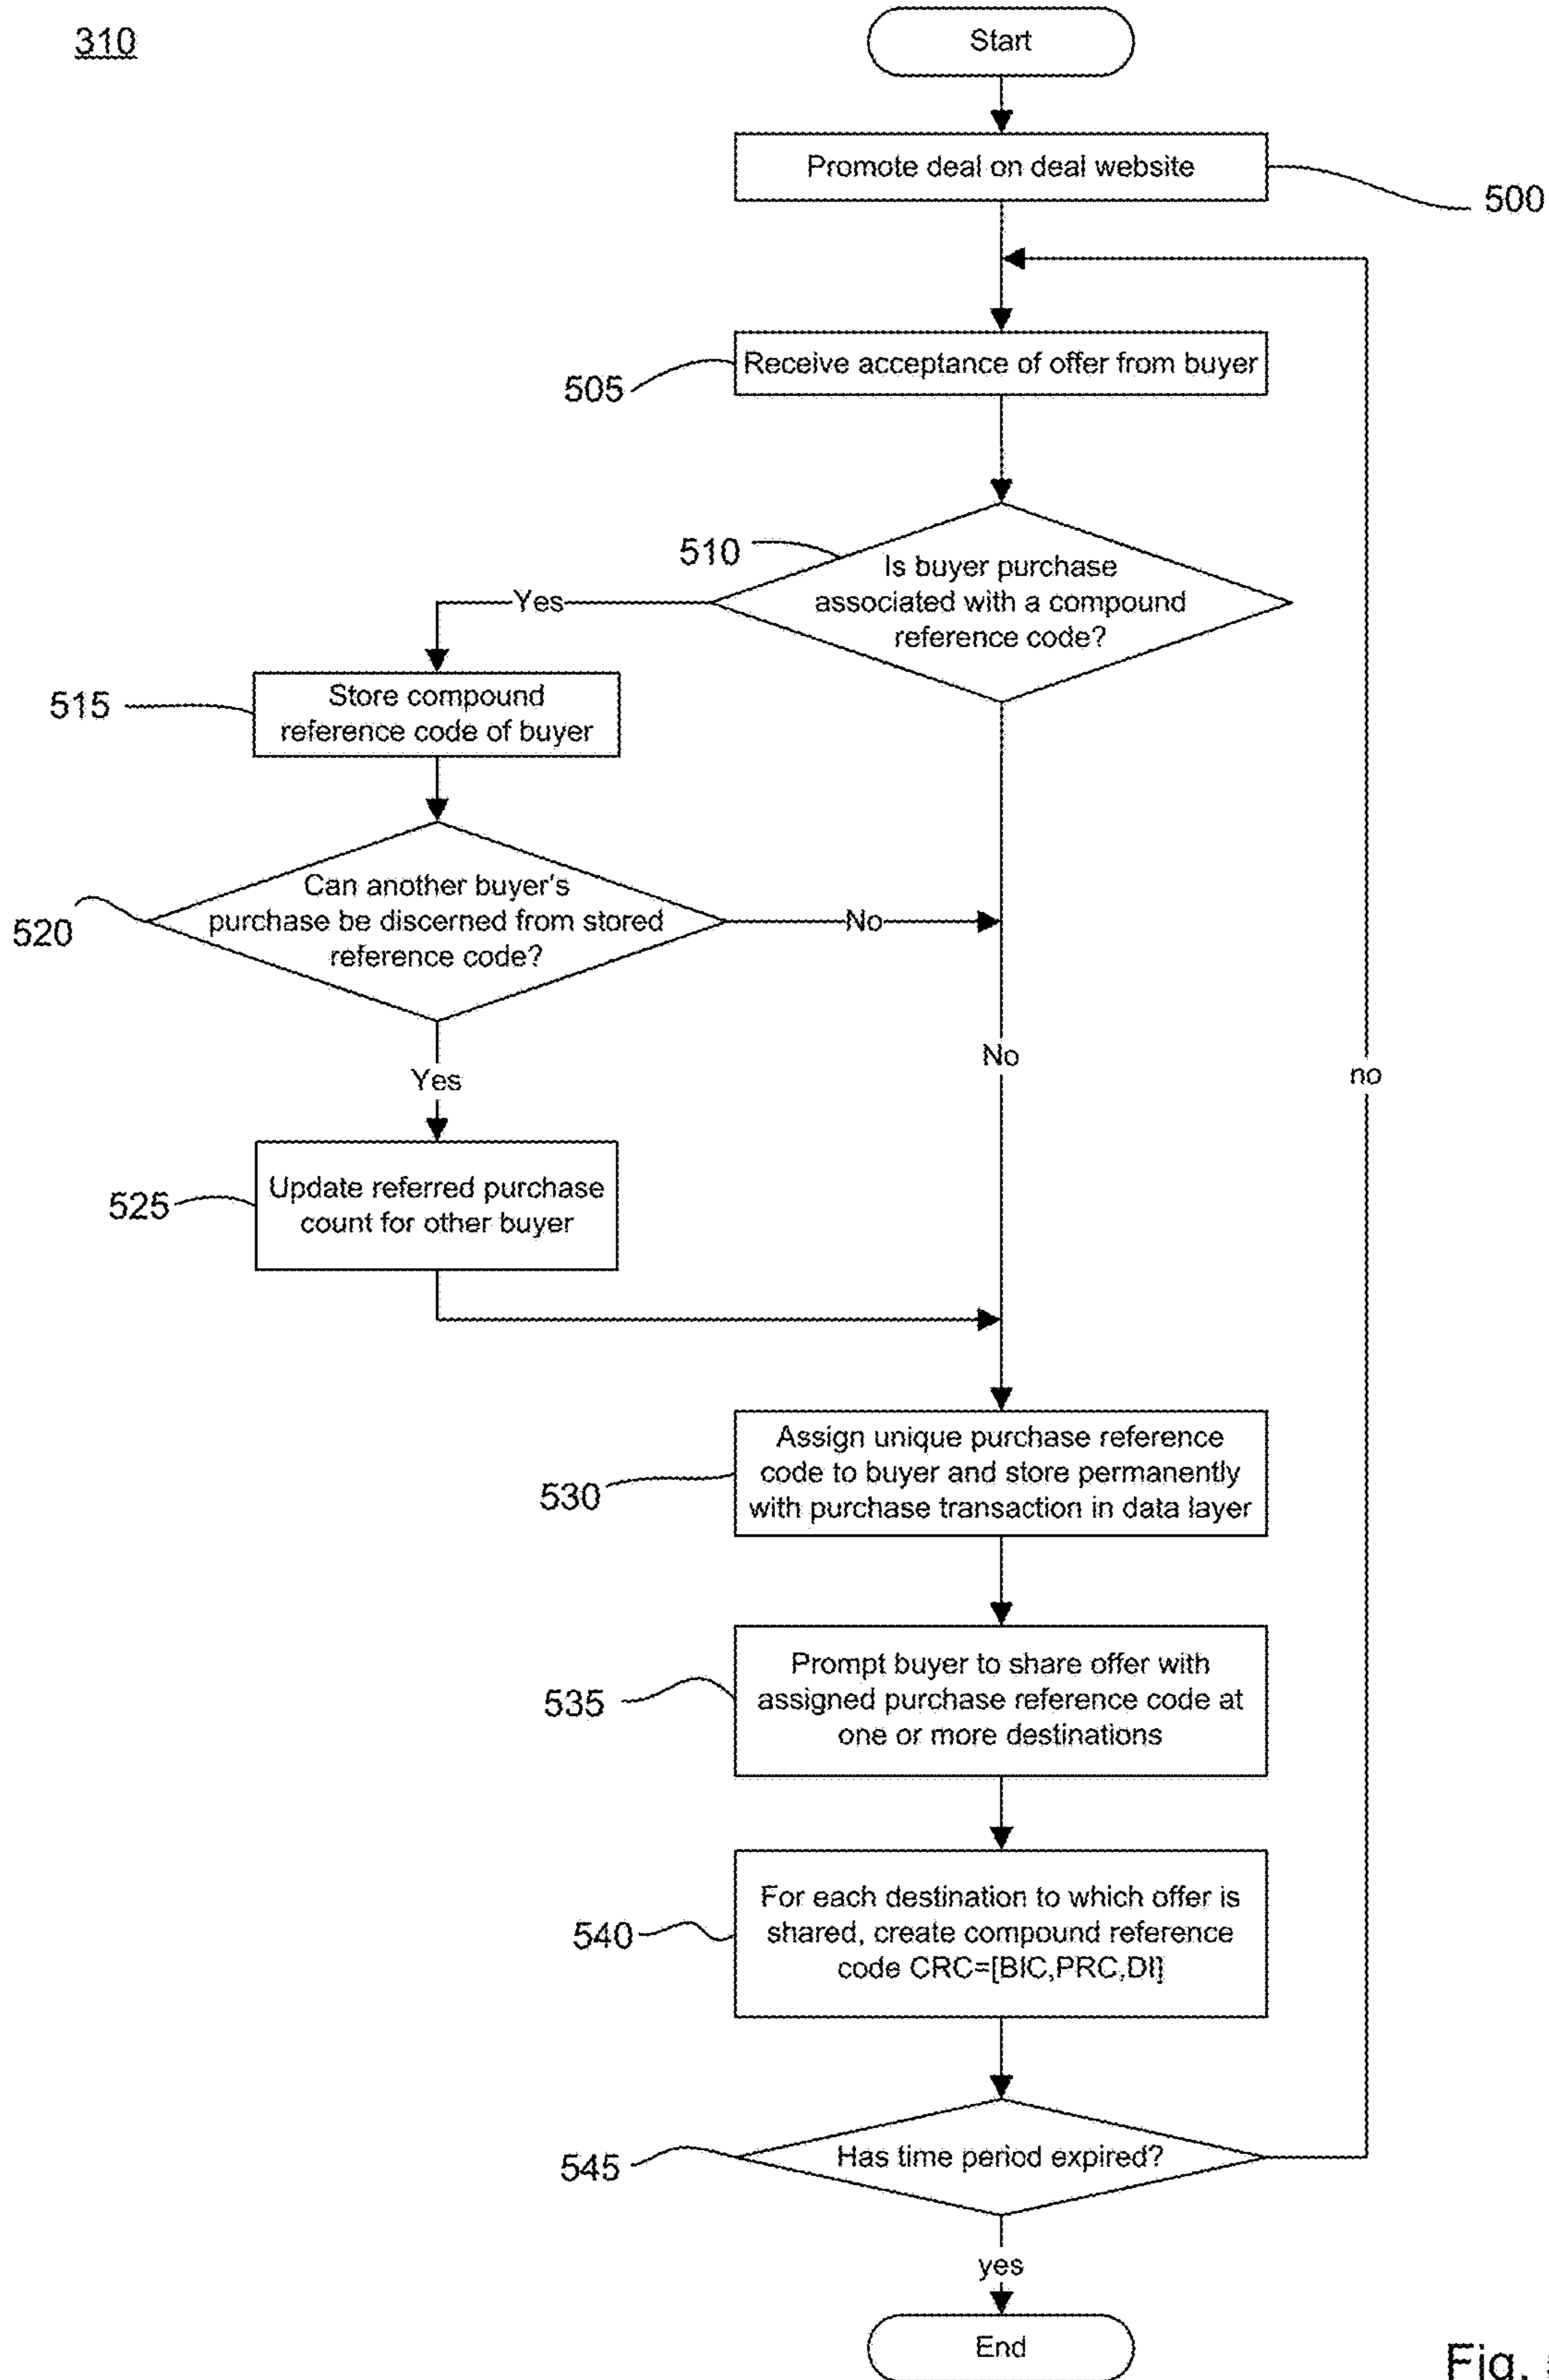 310
Start
Promote deal on deal website
500
Receive acceptance of offer from buyer
505
510
Is buyer purchase
associated with a compound
reference code?
Yes
515
Store compound
reference code of buyer
520
Can another buyer's
purchase be discerned from stored
reference code?
No
No
no
Yes
525
Update referred purchase
count for other buyer
530
Assign unique purchase reference
code to buyer and store permanently
with purchase transaction in data layer
535
Prompt buyer to share offer with
assigned purchase reference code at
one or more destinations
540
For each destination to which offer is
shared, create compound reference
code CRC=[BIC,PRC,DI]
545
Has time period expired?
yes
End
Fig.